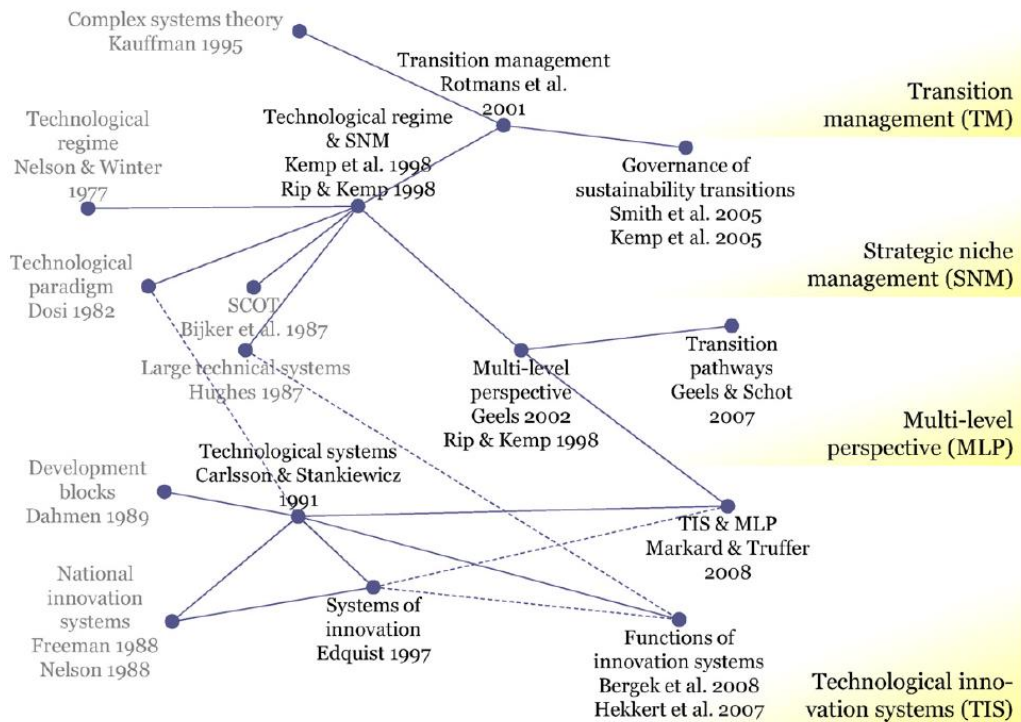 Complex systems theory
Kauffman 1995
Transition management
Rotmans et al.
2001
Transition
management (TM)
Technological
regime
Nelson & Winter
1977
Technological regime
& SNM
Kemp et al. 1998
Rip & Kemp 1998
Governance of
sustainability transitions
Smith et al. 2005
Kemp et al. 2005
Strategic niche
management (SNM)
Technological
paradigm
Dosi 1982
SCOT
Bijker et al. 1987
Large technical systems
Hughes 1987
Multi-level
perspective
Geels 2002
Rip & Kemp 1998
Transition
pathways
Geels & Schot
2007
Multi-level
perspective (MLP)
Technological systems
Carlsson & Stankiewicz
1991
Development
blocks
Dahmen 1989
TIS & MLP
Markard & Truffer
2008
National
innovation
systems
Freeman 1988
Nelson 1988
Systems of
innovation
Edquist 1997
Functions of
innovation systems
Bergek et al. 2008
Hekkert et al. 2007
Technological inno-
vation systems (TIS)